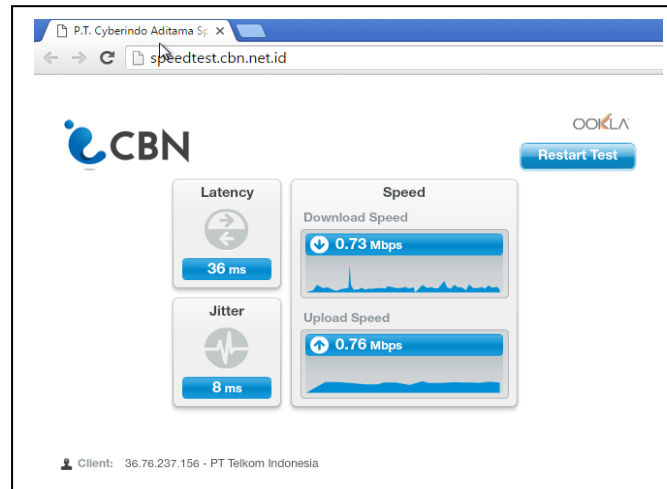 P.T. Cyberindo Aditama Sp
speedtest.cbn.net.id
OOKLA
CBN
Restart Test
Latency
36 ms
Jitter
8 ms
Speed
Download Speed
0.73 Mbps
Upload Speed
0.76 Mbps
Client: 36.76.237.156 - PT Telkom Indonesia